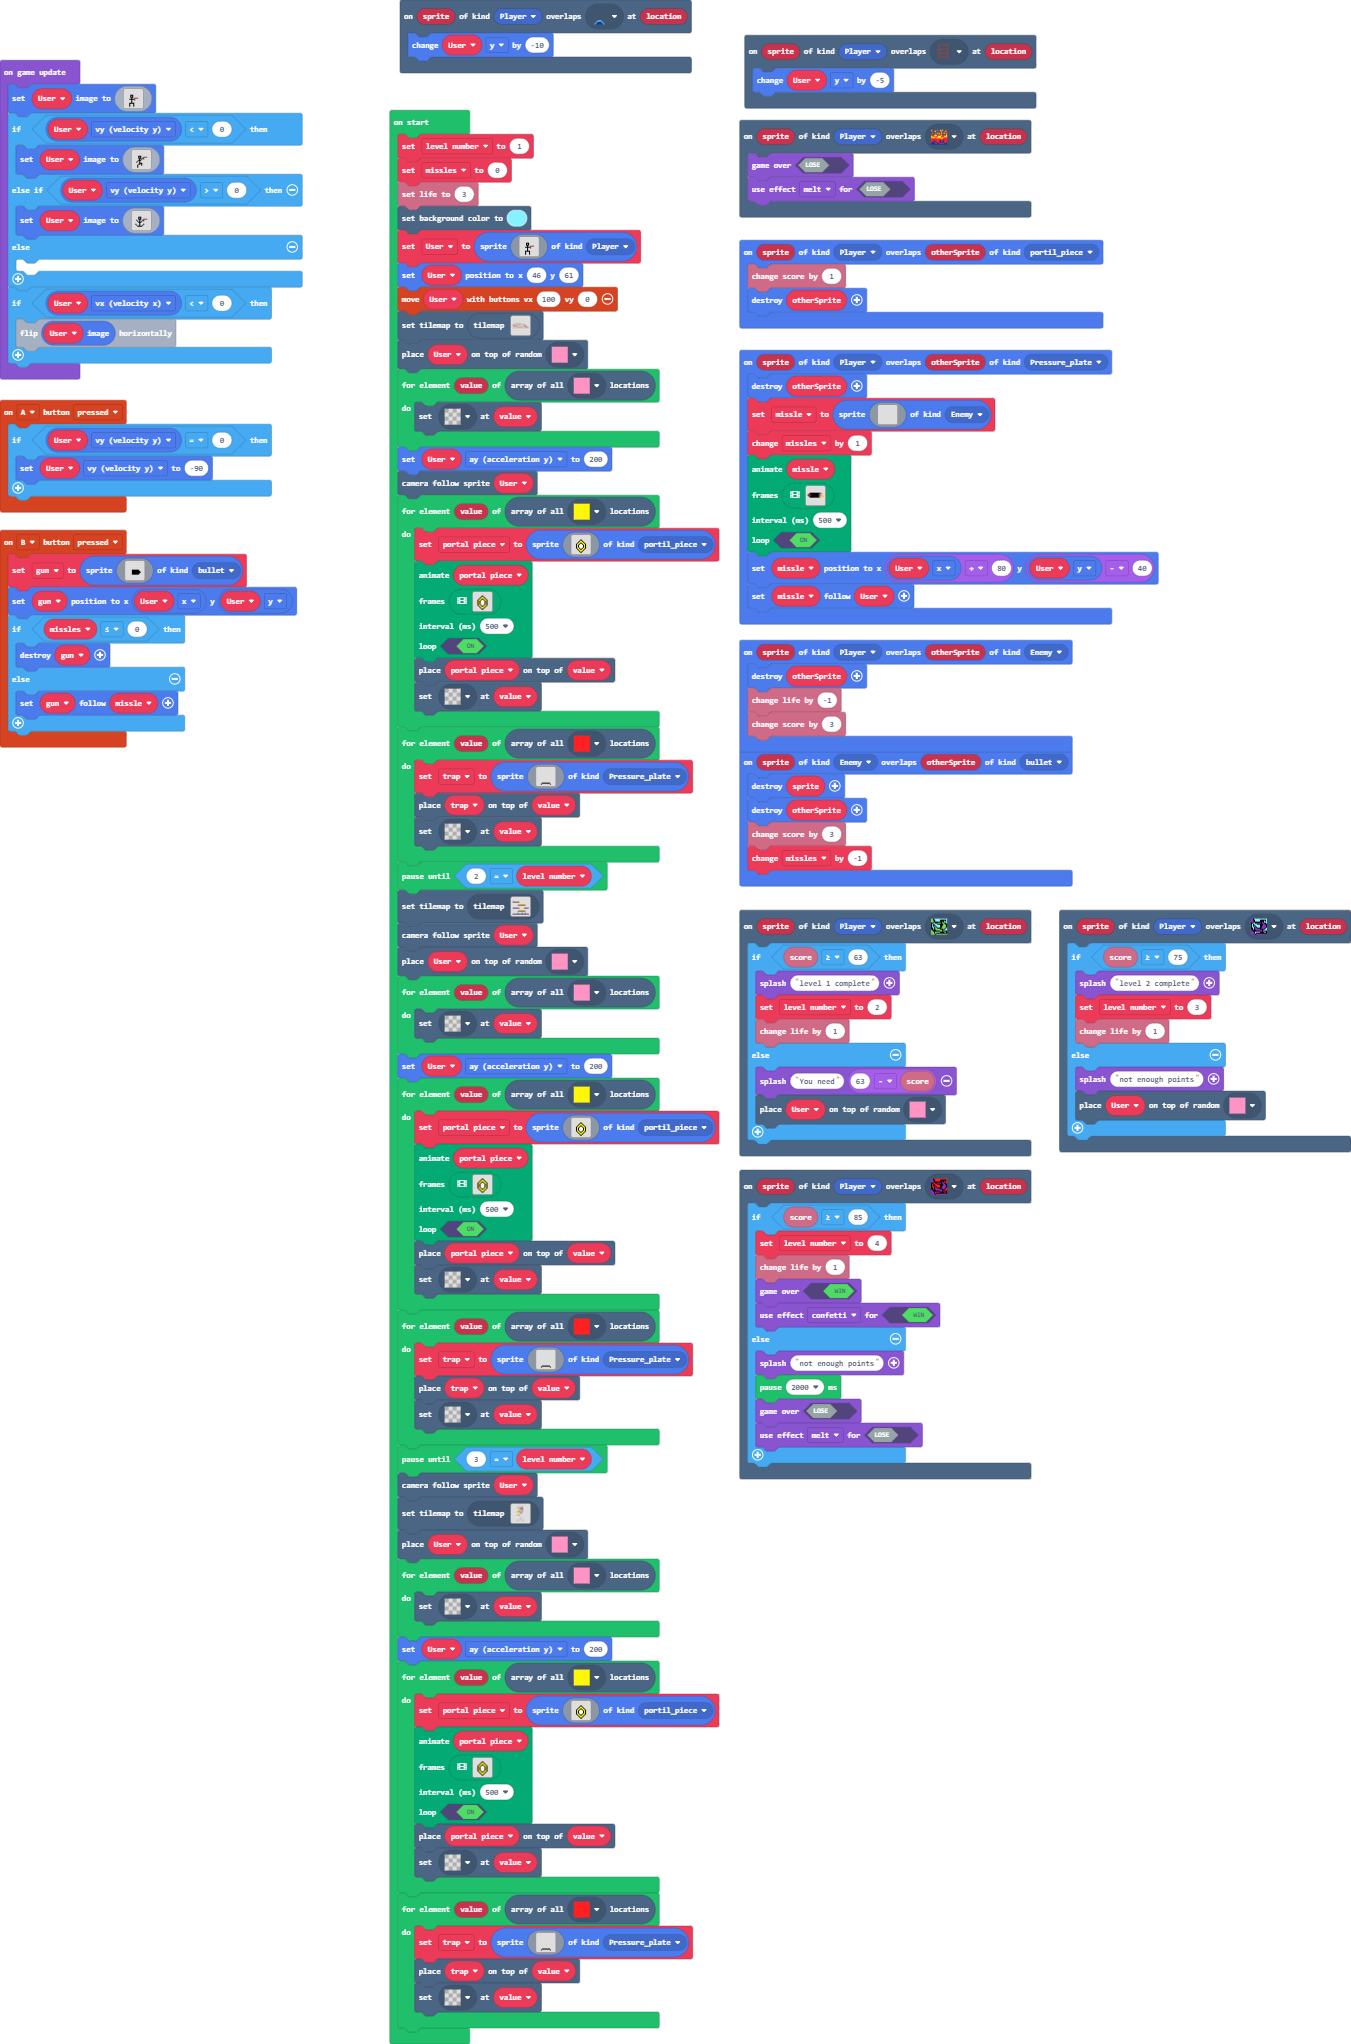 on game update
set User image to
if User vy (velocity y) < 0 then
set User image to
else if User vy (velocity y) > 0 then
set User image to
else
if User vx (velocity x) < 0 then
flip User image horizontally
on A button pressed
if User vy (velocity y) = 0 then
set User vy (velocity y) to -90
on B button pressed
set gun to sprite of kind bullet
set gun position to x User x y User y
if missles ≤ 0 then
destroy gun
else
set gun follow missle
on sprite of kind Player overlaps at location
change User y by -10
on start
set level number to 1
set missles to 0
set life to 3
set background color to
set User to sprite of kind Player
set User position to x 46 y 61
move User with buttons vx 100 vy 0
set tilemap to tilemap
place User on top of random
for element value of array of all locations
do
set at value
set User ay (acceleration y) to 200
camera follow sprite User
for element value of array of all locations
do
set portal piece to sprite of kind portil_piece
animate portal piece
frames
interval (ms) 500
loop ON
place portal piece on top of value
set at value
for element value of array of all locations
do
set trap to sprite of kind Pressure_plate
place trap on top of value
set at value
pause until 2 = level number
set tilemap to tilemap
camera follow sprite User
place User on top of random
for element value of array of all locations
do
set at value
set User ay (acceleration y) to 200
for element value of array of all locations
do
set portal piece to sprite of kind portil_piece
animate portal piece
frames
interval (ms) 500
loop ON
place portal piece on top of value
set at value
for element value of array of all locations
do
set trap to sprite of kind Pressure_plate
place trap on top of value
set at value
pause until 3 = level number
camera follow sprite User
set tilemap to tilemap
place User on top of random
for element value of array of all locations
do
set at value
set User ay (acceleration y) to 200
for element value of array of all locations
do
set portal piece to sprite of kind portil_piece
animate portal piece
frames
interval (ms) 500
loop ON
place portal piece on top of value
set at value
for element value of array of all locations
do
set trap to sprite of kind Pressure_plate
place trap on top of value
set at value
on sprite of kind Player overlaps at location
change User y by -5
on sprite of kind Player overlaps at location
game over LOSE
use effect melt for LOSE
on sprite of kind Player overlaps otherSprite of kind portil_piece
change score by 1
destroy otherSprite
on sprite of kind Player overlaps otherSprite of kind Pressure_plate
destroy otherSprite
set missle to sprite of kind Enemy
change missles by 1
animate missle
frames
interval (ms) 500
loop ON
set missle position to x User x + 80 y User y - 40
set missle follow User
on sprite of kind Player overlaps otherSprite of kind Enemy
destroy otherSprite
change life by -1
change score by 3
on sprite of kind Enemy overlaps otherSprite of kind bullet
destroy sprite
destroy otherSprite
change score by 3
change missles by -1
on sprite of kind Player overlaps at location
if score ≥ 63 then
splash "level 1 complete"
set level number to 2
change life by 1
else
splash "You need" 63 - score
place User on top of random
on sprite of kind Player overlaps at location
if score ≥ 75 then
splash "level 2 complete"
set level number to 3
change life by 1
else
splash "not enough points"
place User on top of random
on sprite of kind Player overlaps at location
if score ≥ 85 then
set level number to 4
change life by 1
game over WIN
use effect confetti for WIN
else
splash "not enough points"
pause 2000 ms
game over LOSE
use effect melt for LOSE